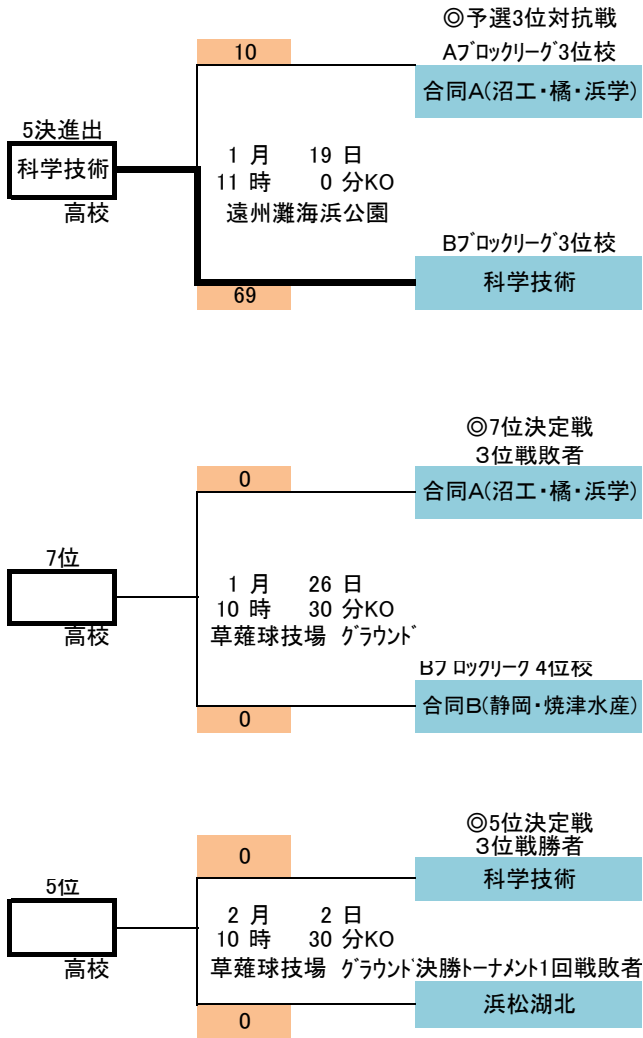 ◎予選3位対抗戦
10
Aブロックリーグ3位校
合同A(沼工・橘・浜学)
5決進出
科学技術
高校
1 月 19 日
11 時 0 分KO
遠州灘海浜公園
Bブロックリーグ3位校
科学技術
69
◎7位決定戦
3位戦敗者
0
合同A(沼工・橘・浜学)
7位
高校
1 月 26 日
10 時 30 分KO
草薙球技場 グラウンド
Bブロックリーグ4位校
合同B(静岡・焼津水産)
0
◎5位決定戦
3位戦勝者
0
科学技術
5位
高校
2 月 2 日
10 時 30 分KO
草薙球技場 グラウンド
決勝トーナメント1回戦敗者
浜松湖北
0